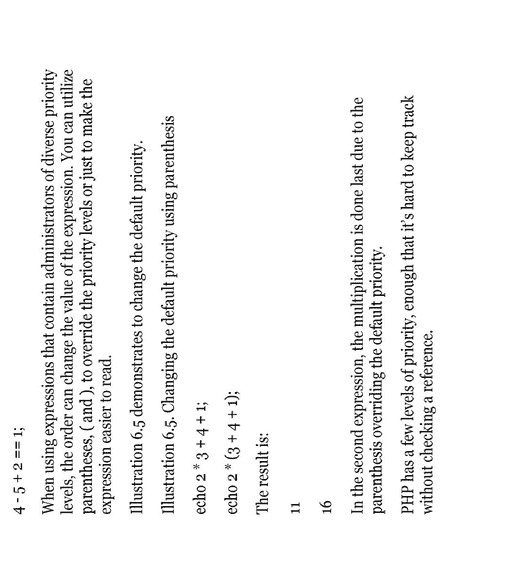 4 - 5 + 2 == 1;
When using expressions that contain administrators of diverse priority
levels, the order can change the value of the expression. You can utilize
parentheses, ( and ), to override the priority levels or just to make the
expression easier to read.
Illustration 6.5 demonstrates to change the default priority.
Illustration 6.5. Changing the default priority using parenthesis
echo 2 * 3 + 4 + 1;
echo 2 * (3 + 4 + 1);
The result is:
11
16
In the second expression, the multiplication is done last due to the
parenthesis overriding the default priority.
PHP has a few levels of priority, enough that it's hard to keep track
without checking a reference.